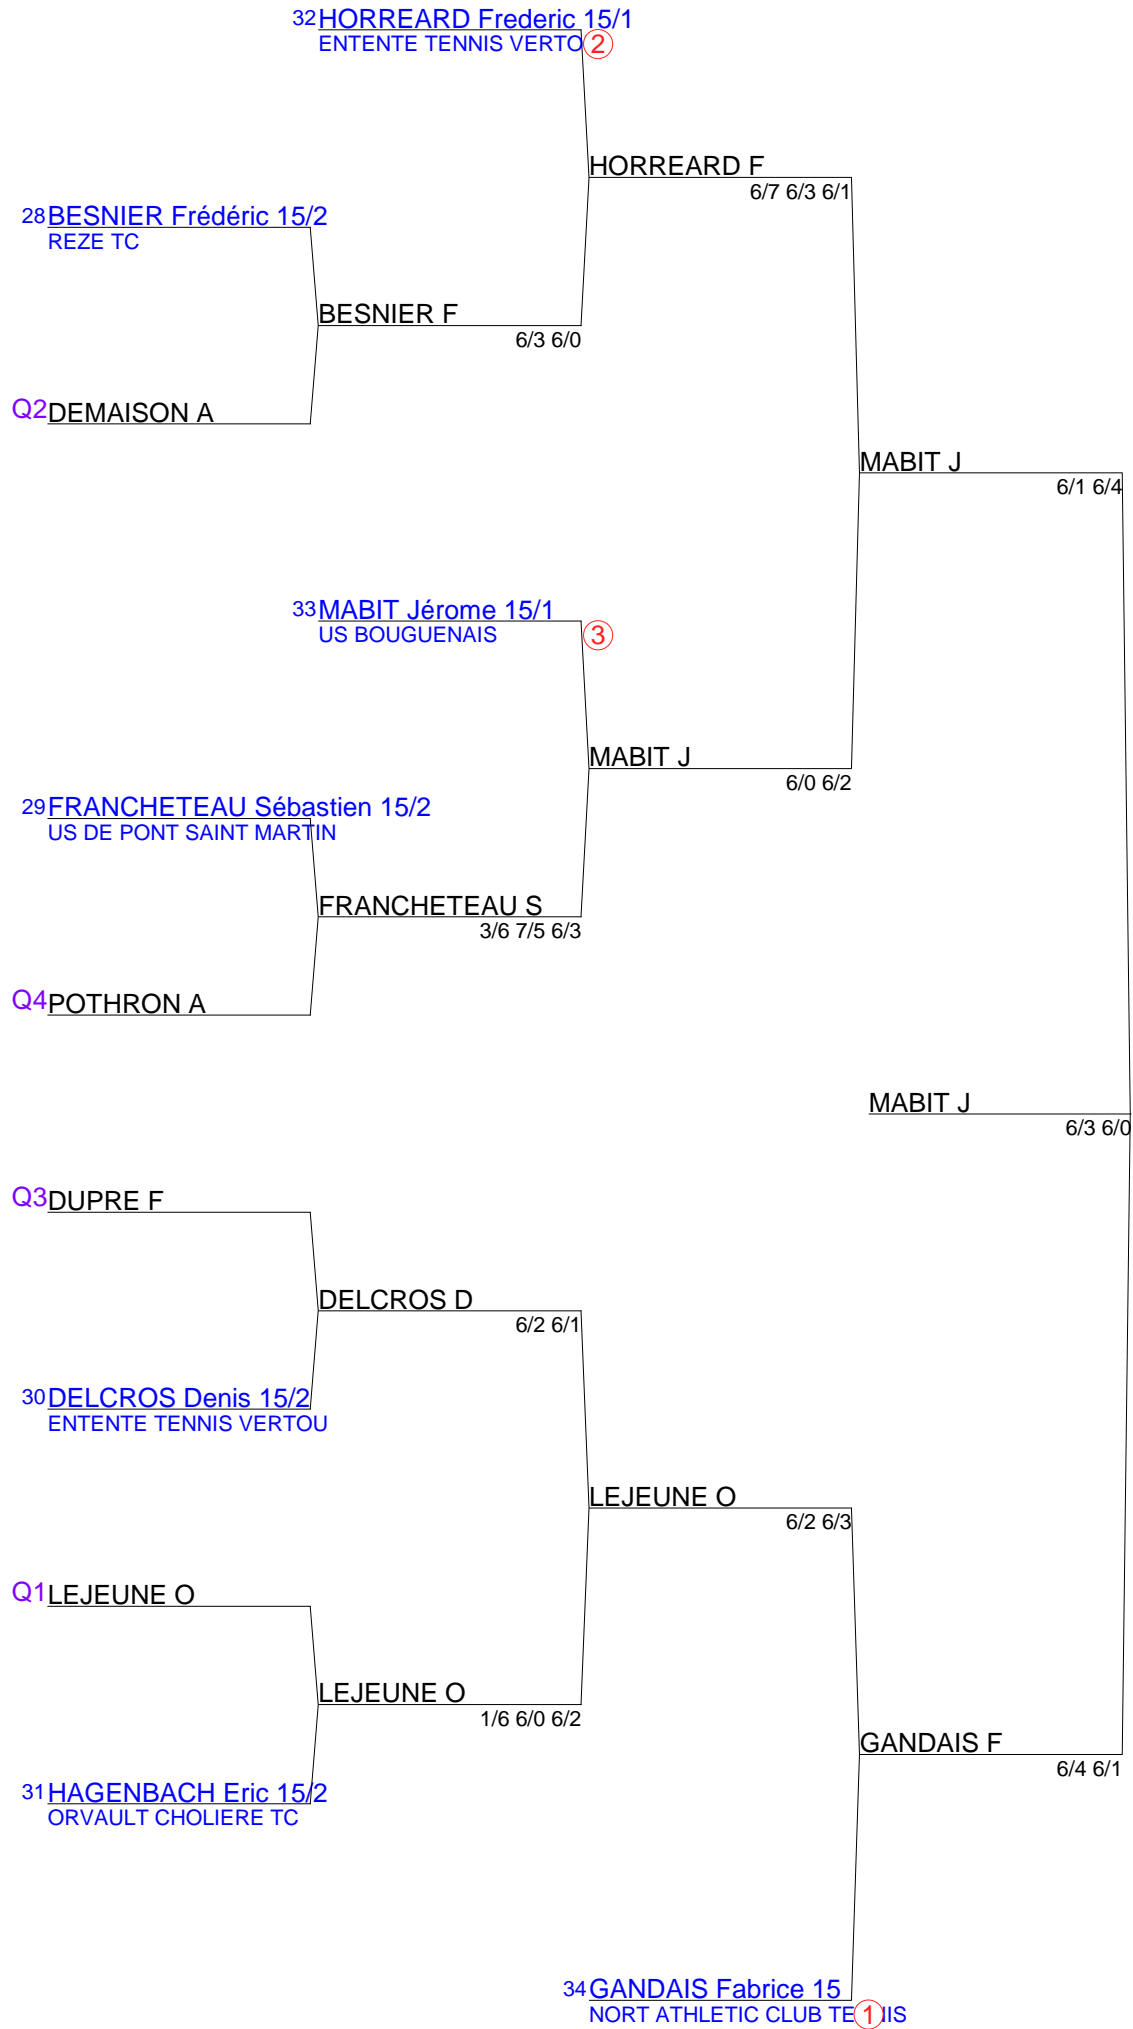 32 HORREARD Frederic 15/1
ENTENTE TENNIS VERTO 2
HORREARD F
6/7 6/3 6/1
28 BESNIER Frédéric 15/2
REZE TC
BESNIER F
6/3 6/0
Q2 DEMAISON A
MABIT J
6/1 6/4
33 MABIT Jérome 15/1
US BOUGUENAIS 3
MABIT J
6/0 6/2
29 FRANCHETEAU Sébastien 15/2
US DE PONT SAINT MARTIN
FRANCHETEAU S
3/6 7/5 6/3
Q4 POTHRON A
MABIT J
6/3 6/0
Q3 DUPRE F
DELCROS D
6/2 6/1
30 DELCROS Denis 15/2
ENTENTE TENNIS VERTOU
LEJEUNE O
6/2 6/3
Q1 LEJEUNE O
LEJEUNE O
1/6 6/0 6/2
GANDAIS F
6/4 6/1
31 HAGENBACH Eric 15/2
ORVAULT CHOLIERE TC
34 GANDAIS Fabrice 15
NORT ATHLETIC CLUB TE 1 IS